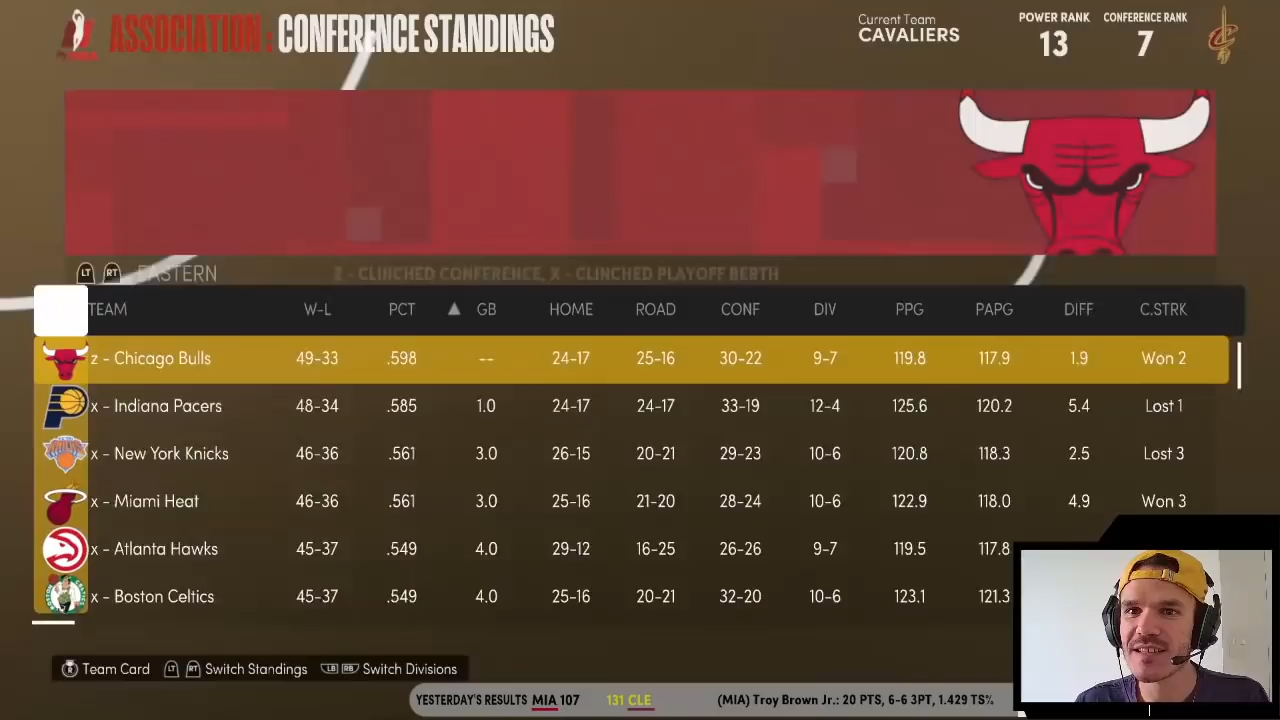 ASSOCIATION : CONFERENCE STANDINGS
Current Team
CAVALIERS
POWER RANK
13
CONFERENCE RANK
7
LT RT EASTERN
Z - CLINCHED CONFERENCE, X - CLINCHED PLAYOFF BERTH
TEAM W-L PCT GB HOME ROAD CONF DIV PPG PAPG DIFF C.STRK
z - Chicago Bulls 49-33 .598 -- 24-17 25-16 30-22 9-7 119.8 117.9 1.9 Won 2
x - Indiana Pacers 48-34 .585 1.0 24-17 24-17 33-19 12-4 125.6 120.2 5.4 Lost 1
x - New York Knicks 46-36 .561 3.0 26-15 20-21 29-23 10-6 120.8 118.3 2.5 Lost 3
x - Miami Heat 46-36 .561 3.0 25-16 21-20 28-24 10-6 122.9 118.0 4.9 Won 3
x - Atlanta Hawks 45-37 .549 4.0 29-12 16-25 26-26 9-7 119.5 117.8
x - Boston Celtics 45-37 .549 4.0 25-16 20-21 32-20 10-6 123.1 121.3
R Team Card LT RT Switch Standings LB RB Switch Divisions
YESTERDAY'S RESULTS MIA 107 131 CLE (MIA) Troy Brown Jr.: 20 PTS, 6-6 3PT, 1.429 TS%